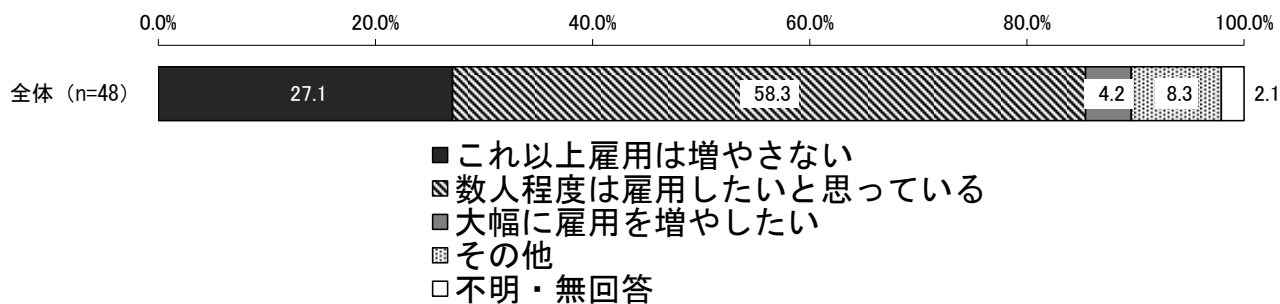 0.0% 20.0% 40.0% 60.0% 80.0% 100.0%
全体 (n=48) 27.1 58.3 4.2 8.3 2.1
これ以上雇用は増やさない
数人程度は雇用したいと思っている
大幅に雇用を増やしたい
その他
不明・無回答